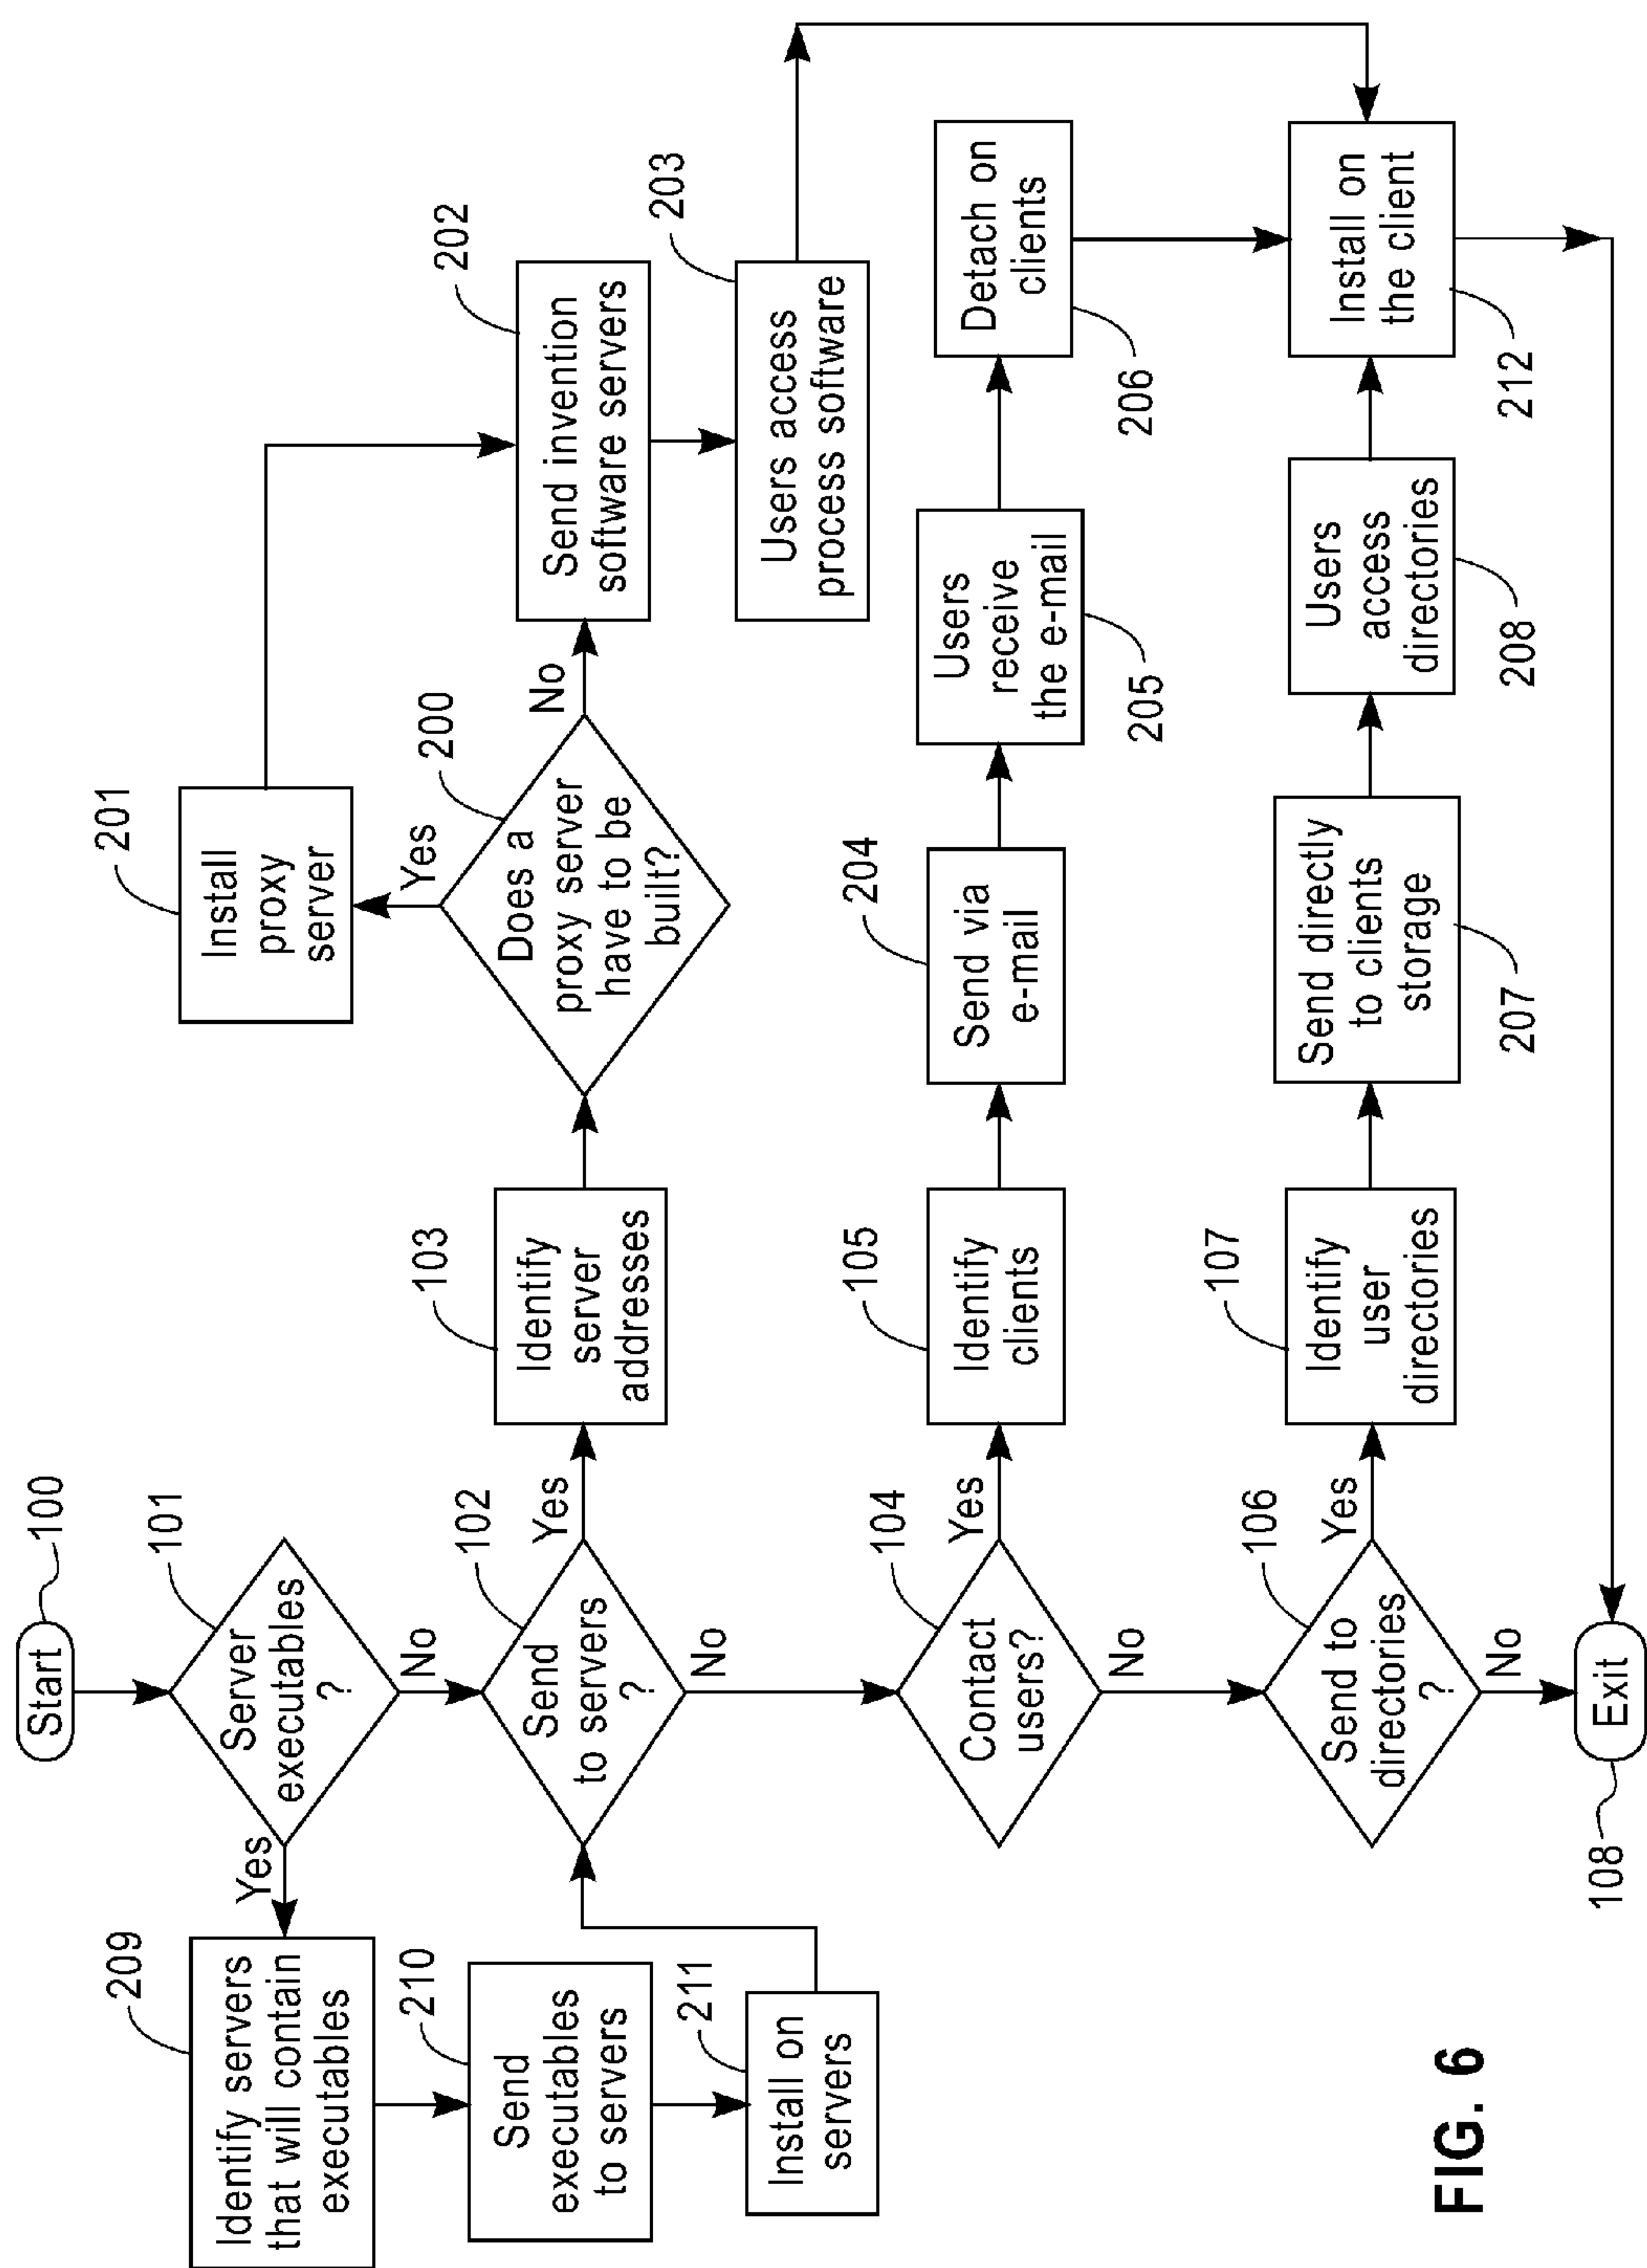 Start
100
Server
executables
?
101
Yes
No
Identify servers
that will contain
executables
209
Send
executables
to servers
210
Install on
servers
211
Send
to servers
?
102
Yes
No
Identify
server
addresses
103
Does a
proxy server
have to be
built?
200
Yes
No
Install
proxy
server
201
Send invention
software servers
202
Users access
process software
203
Contact
users?
104
Yes
No
Identify
clients
105
Send via
e-mail
204
Users
receive
the e-mail
205
Detach on
clients
206
Send to
directories
?
106
Yes
No
Identify
user
directories
107
Send directly
to clients
storage
207
Users
access
directories
208
Install on
the client
212
Exit
108
FIG. 6